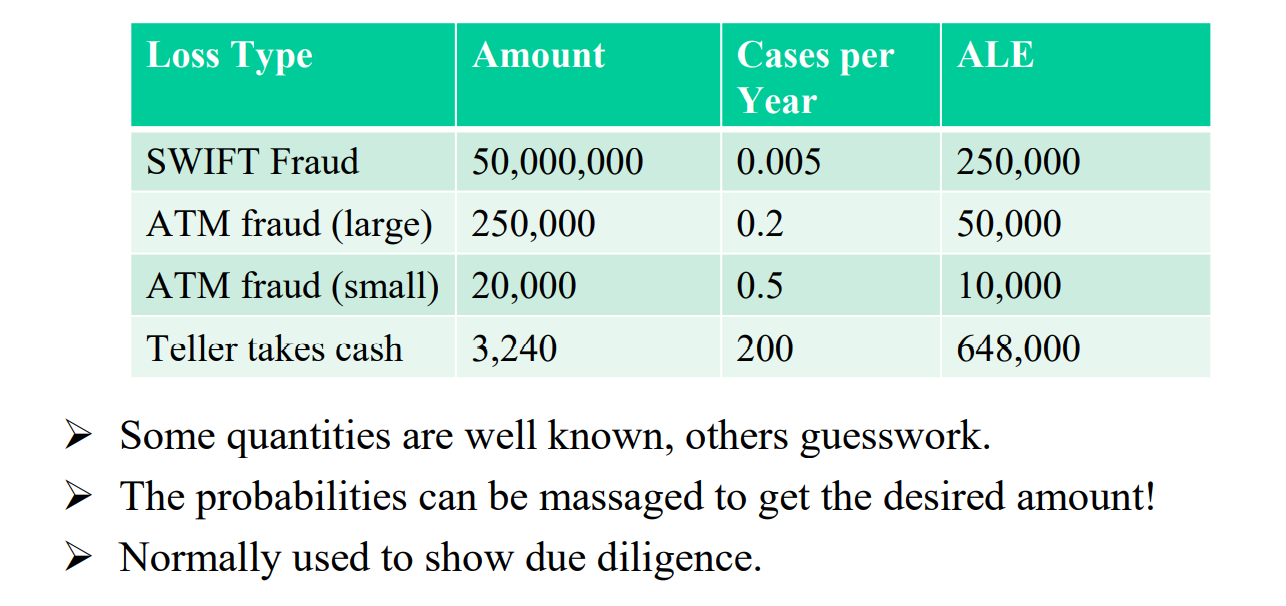 Loss Type Amount Cases per Year ALE
SWIFT Fraud 50,000,000 0.005 250,000
ATM fraud (large) 250,000 0.2 50,000
ATM fraud (small) 20,000 0.5 10,000
Teller takes cash 3,240 200 648,000
➢ Some quantities are well known, others guesswork.
➢ The probabilities can be massaged to get the desired amount!
➢ Normally used to show due diligence.